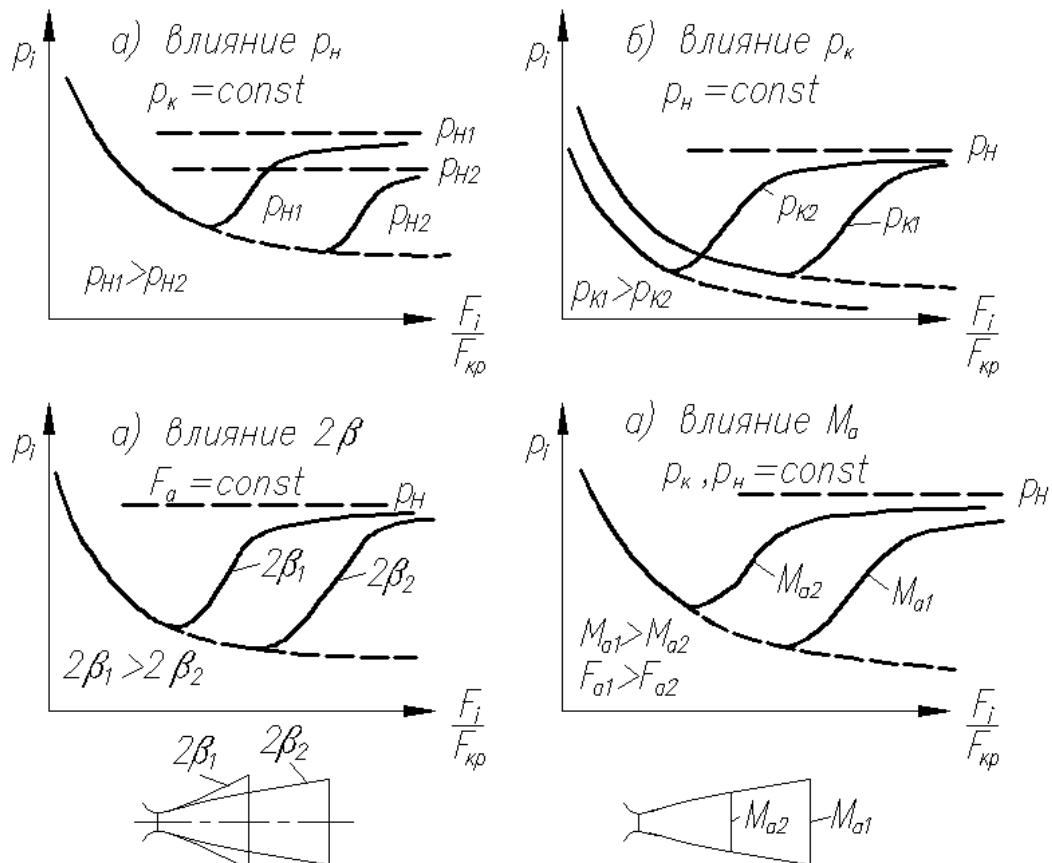 а) влияние pн
pк =const
pi
pн1
pн2
pн1
pн2
pн1>pн2
Fi
Fкр
б) влияние pк
pн =const
pi
pн
pк2
pк1
pк1>pк2
Fi
Fкр
а) влияние 2β
Fa =const
pi
pн
2β1
2β2
2β1>2β2
Fi
Fкр
2β1
2β2
а) влияние Ma
pк ,pн=const
pi
pн
Ma2
Ma1
Ma1>Ma2
Fa1>Fa2
Fi
Fкр
Ma2
Ma1